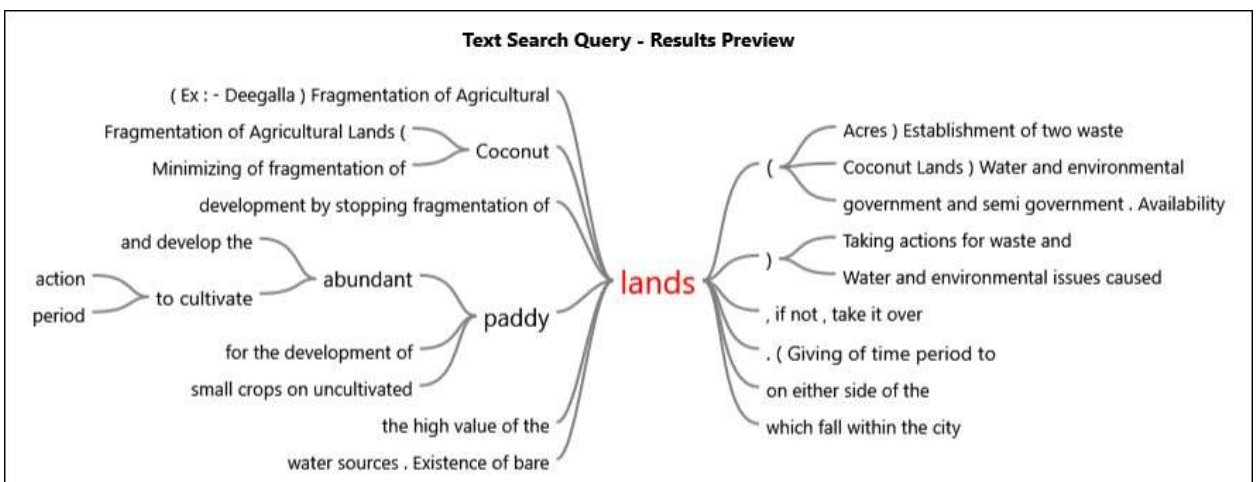 Text Search Query - Results Preview
( Ex : - Deegalla ) Fragmentation of Agricultural
Fragmentation of Agricultural Lands (
Minimizing of fragmentation of
Coconut
development by stopping fragmentation of
and develop the
action
period
to cultivate
abundant
paddy
for the development of
small crops on uncultivated
the high value of the
water sources . Existence of bare
lands
(
Acres ) Establishment of two waste
Coconut Lands ) Water and environmental
government and semi government . Availability
)
Taking actions for waste and
Water and environmental issues caused
, if not , take it over
. ( Giving of time period to
on either side of the
which fall within the city